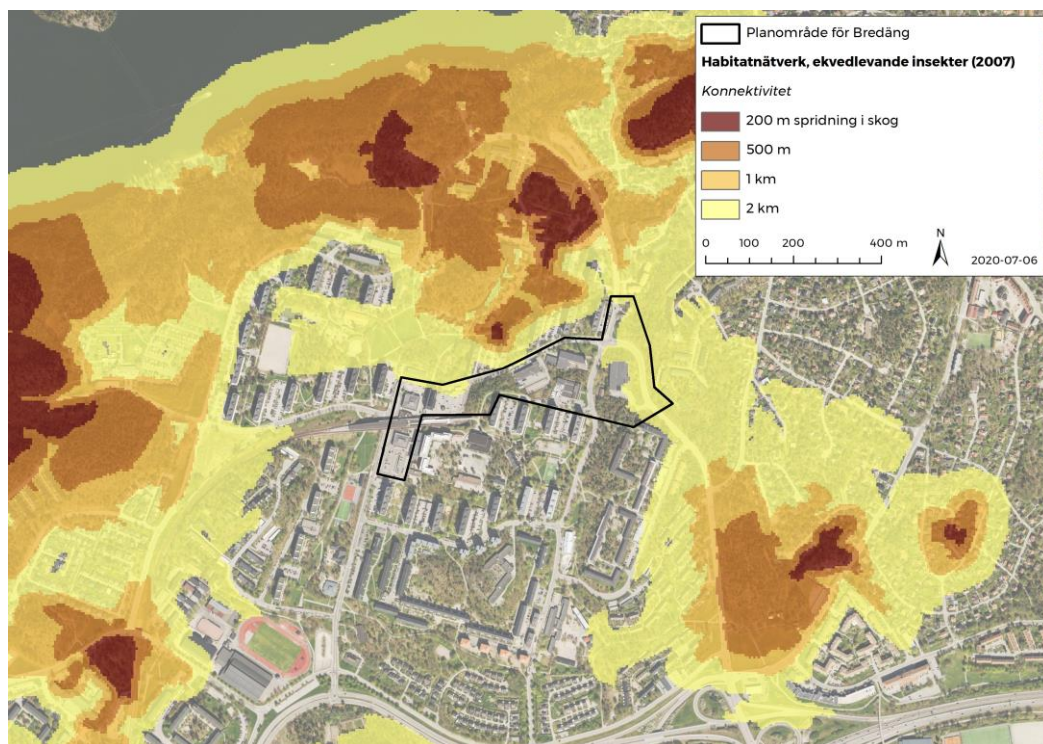 Planområde för Bredäng
Habitatnätverk, ekvedlevande insekter (2007)
Konnektivitet
200 m spridning i skog
500 m
1 km
2 km
0 100 200 400 m
N
2020-07-06